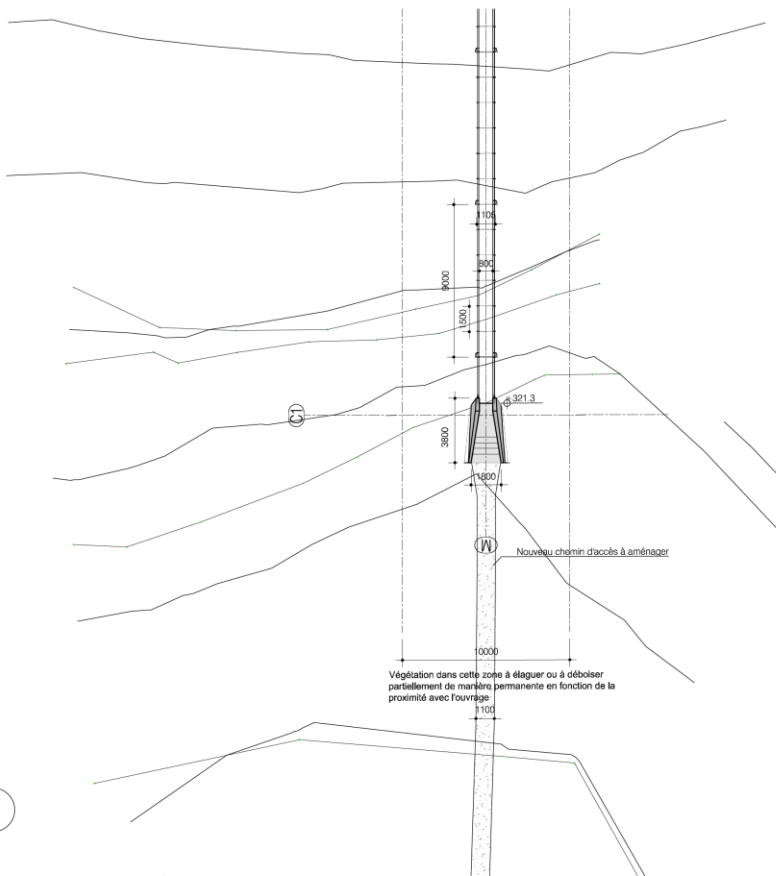 1105
800
9000
1500
321.3
C1
3800
1800
M
Nouveau chemin d'accès à aménager
10000
Végétation dans cette zone à élaguer ou à déboiser
partiellement de manière permanente en fonction de la
proximité avec l'ouvrage
1100